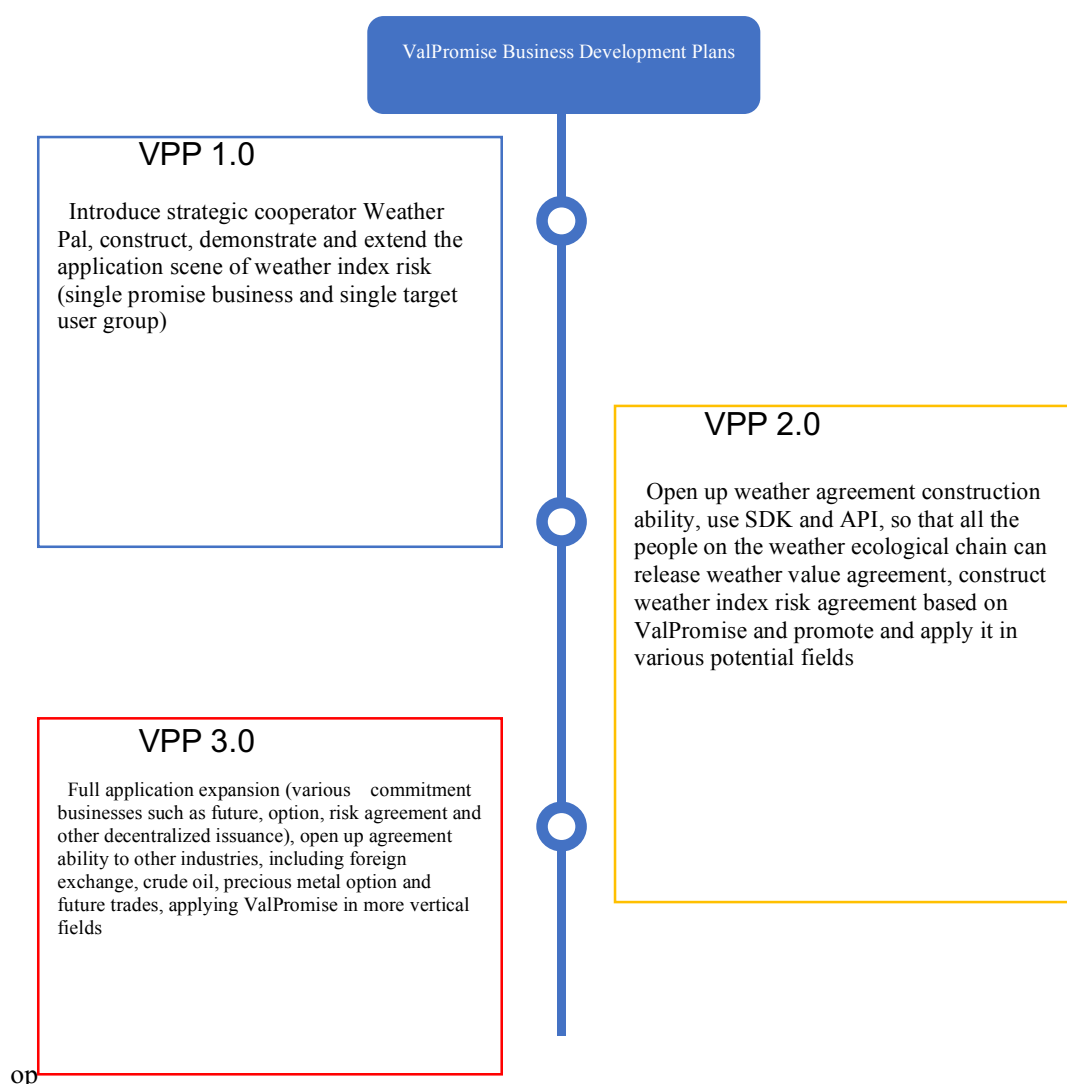 ValPromise Business Development Plans
VPP 1.0
Introduce strategic cooperator Weather
Pal, construct, demonstrate and extend the
application scene of weather index risk
(single promise business and single target
user group)
VPP 2.0
Open up weather agreement construction
ability, use SDK and API, so that all the
people on the weather ecological chain can
release weather value agreement, construct
weather index risk agreement based on
ValPromise and promote and apply it in
various potential fields
VPP 3.0
Full application expansion (various commitment
businesses such as future, option, risk agreement and
other decentralized issuance), open up agreement
ability to other industries, including foreign
exchange, crude oil, precious metal option and
future trades, applying ValPromise in more vertical
fields
op